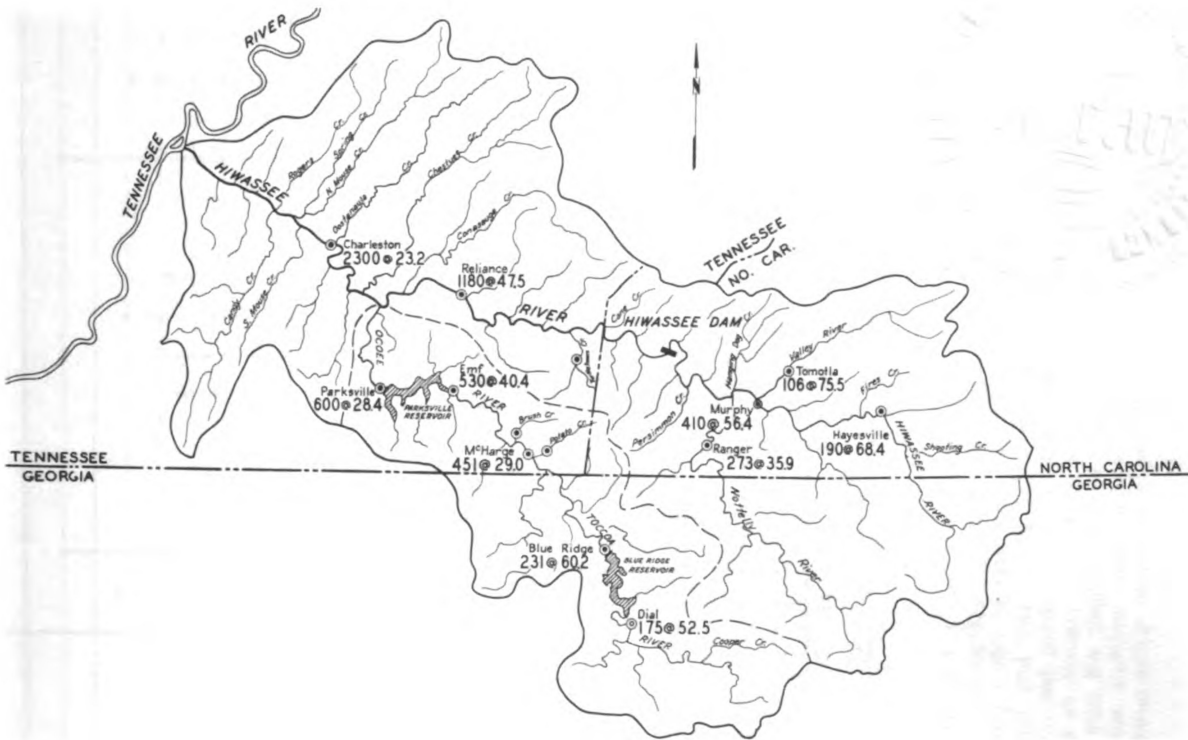 RIVER
TENNESSEE
HIWASSEE
Rogers Cr.
Spring Cr.
N. Mouse Cr.
Oostanaula Cr.
Chestuee Cr.
Conasauga Cr.
Charleston
2300 @ 23.2
Reliance
1180 @ 47.5
TENNESSEE
NO. CAR.
Candy Cr.
S. Mouse Cr.
RIVER
HIWASSEE DAM
Hanging Dog Cr.
Valley River
Tomotla
106 @ 75.5
Fires Cr.
OCOEE
Emf
530 @ 40.4
Parksville
600 @ 28.4
PARKSVILLE
RESERVOIR
RIVER
Persimmon Cr.
Murphy
410 @ 56.4
Brush Cr.
Potato Cr.
Ranger
273 @ 35.9
Hayesville
190 @ 68.4
HIWASSEE
Shooting Cr.
McHarge
451 @ 29.0
TENNESSEE
GEORGIA
NORTH CAROLINA
GEORGIA
Nottely
RIVER
TOCCOA
Blue Ridge
231 @ 60.2
BLUE RIDGE
RESERVOIR
River
Dial
175 @ 52.5
RIVER
Cooper Cr.
N